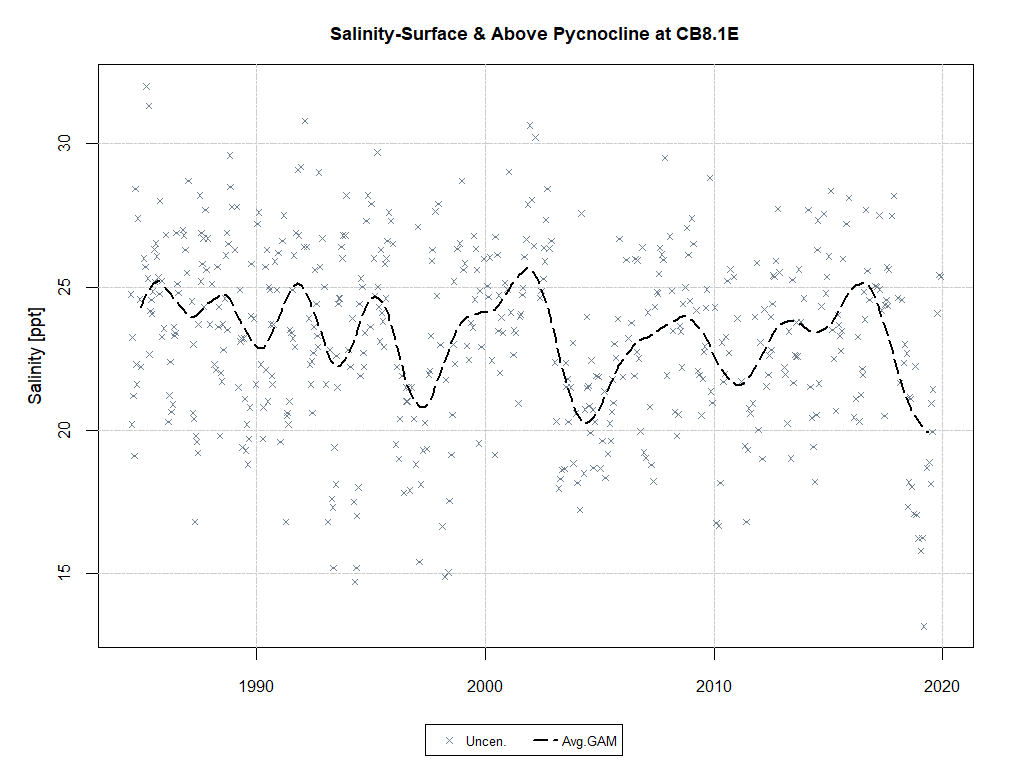 Salinity-Surface & Above Pycnocline at CB8.1E
Salinity [ppt]
30
25
20
15
1990
2000
2010
2020
Uncen.
Avg.GAM